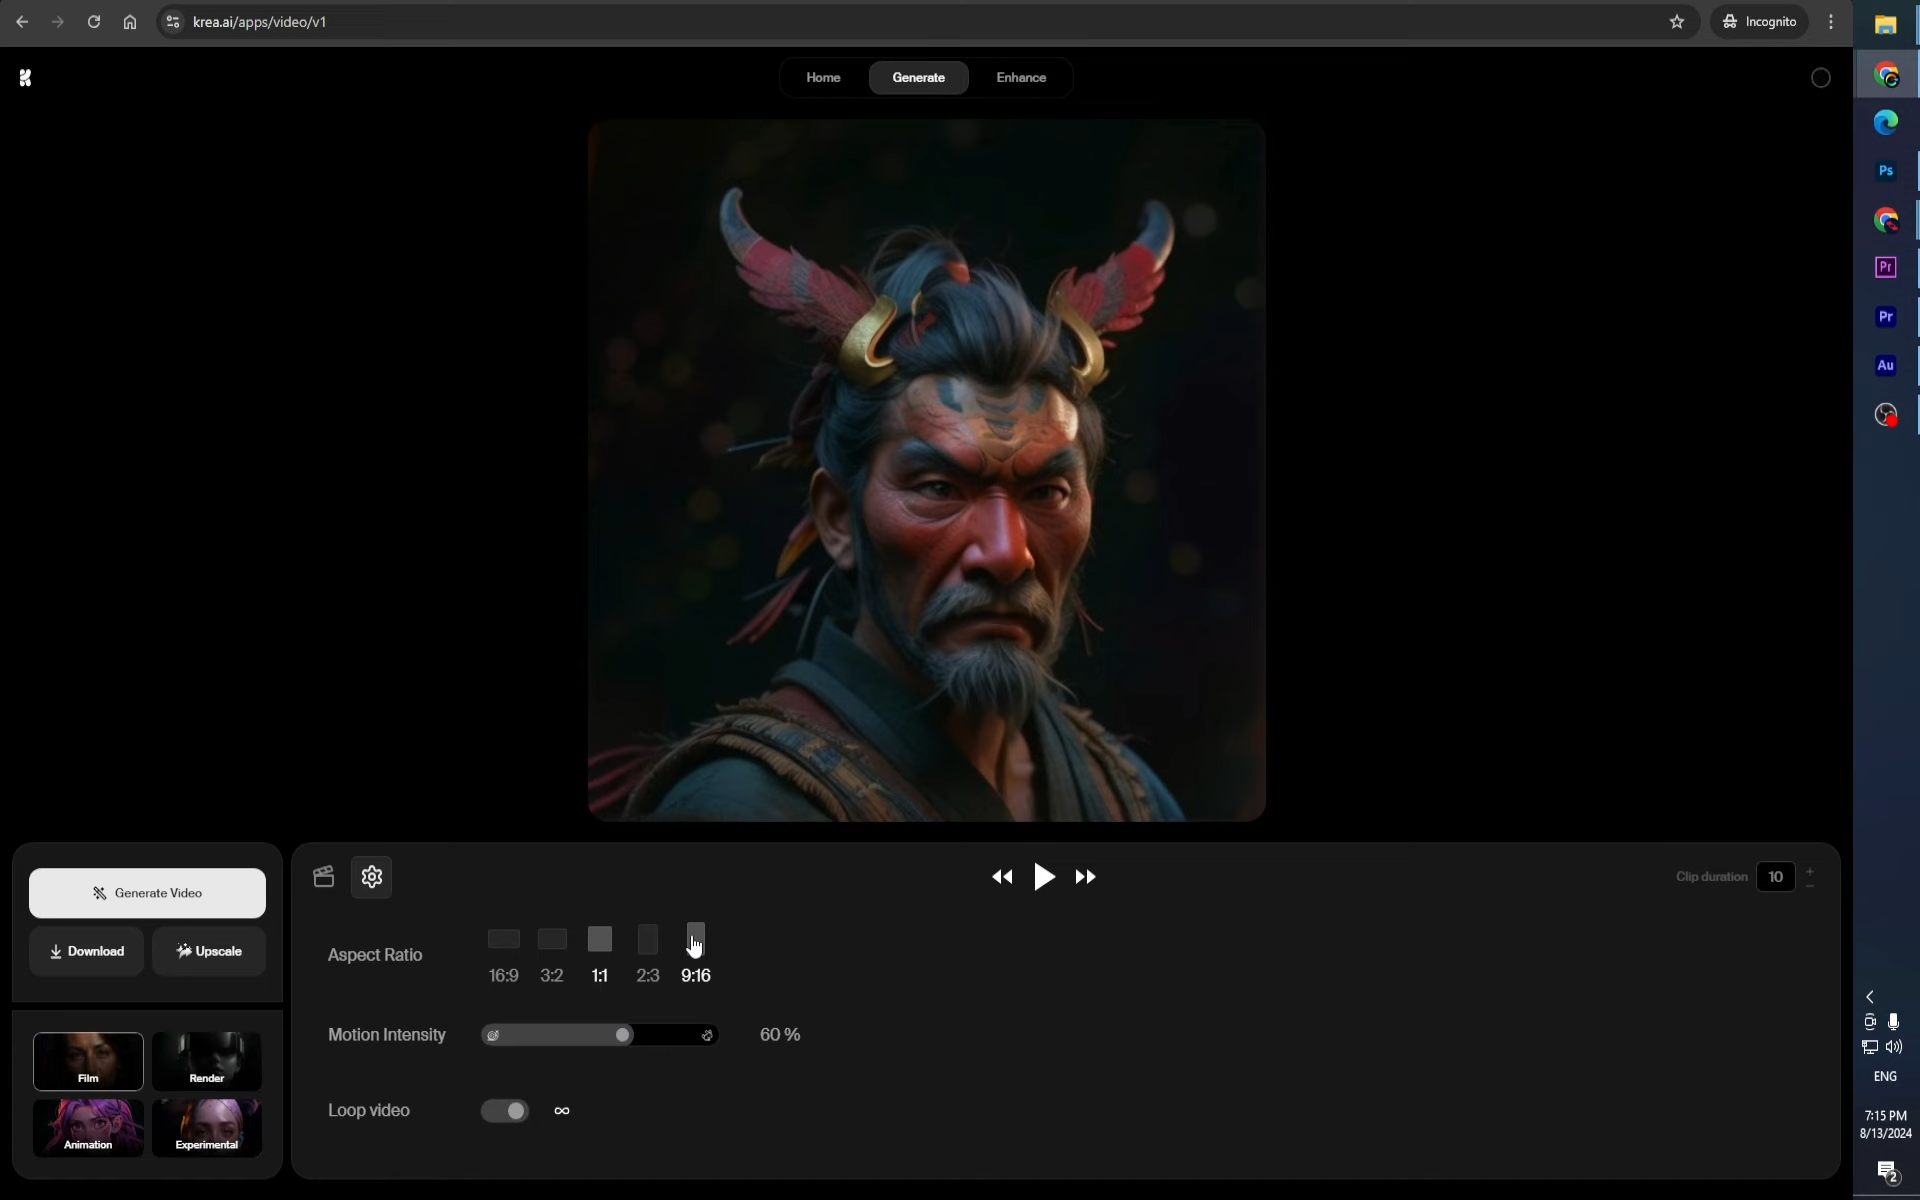 krea.ai/apps/video/v1
Incognito
Home
Generate
Enhance
Ps
Pr
Pr
Au
Generate Video
Download
Upscale
Clip duration
10
Aspect Ratio
16:9
3:2
1:1
2:3
9:16
Motion Intensity
60 %
Loop video
Film
Render
Animation
Experimental
ENG
7:15 PM
8/13/2024
2